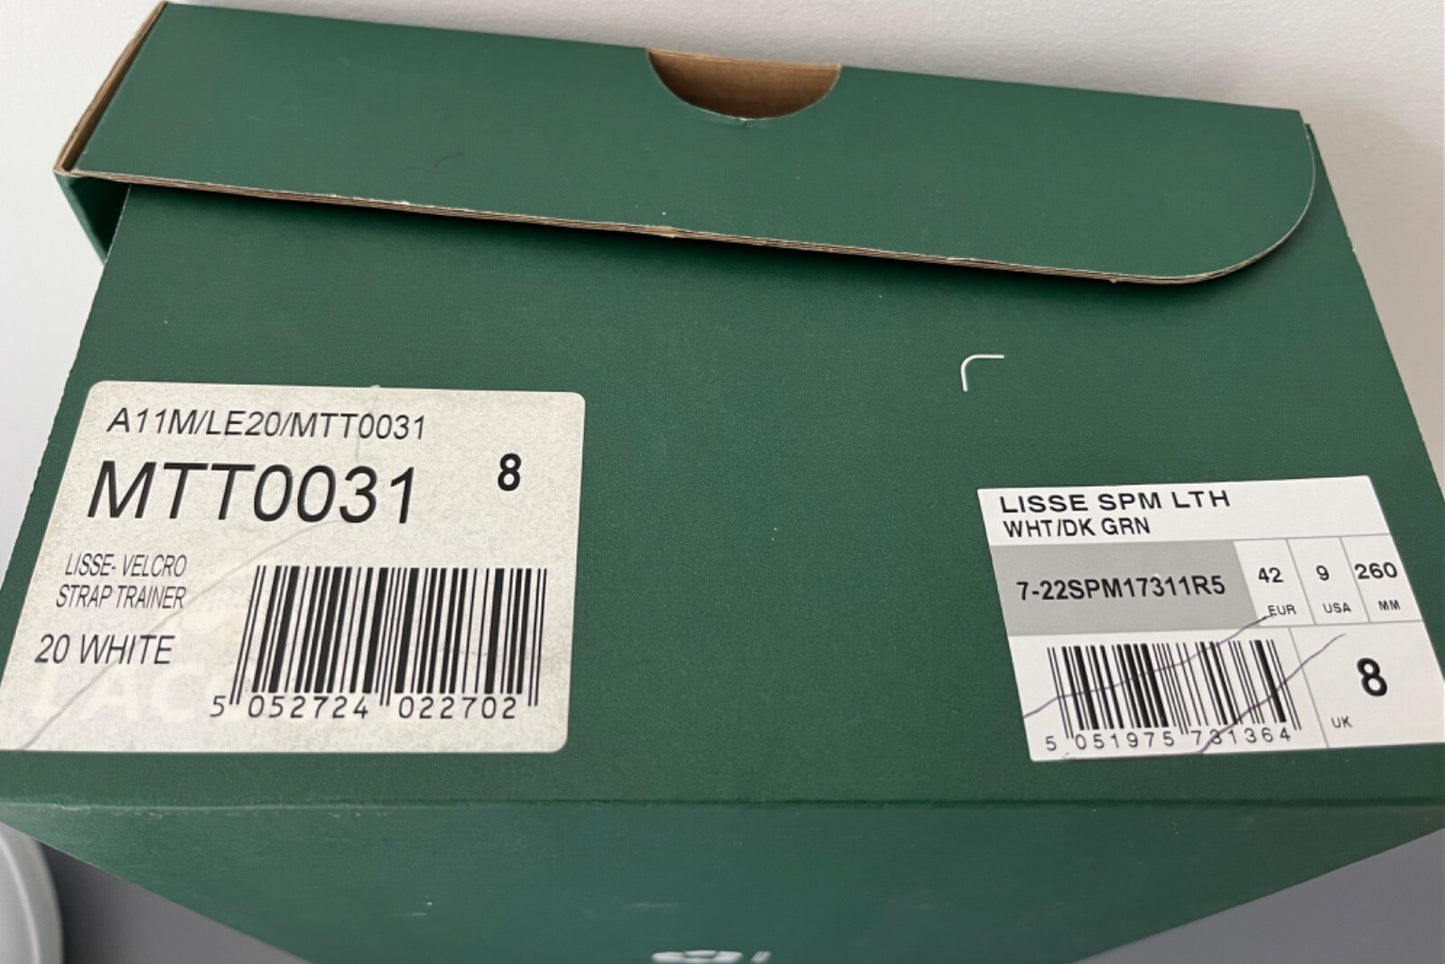 A11M/LE20/MTT0031
MTT0031 8
LISSE- VELCRO
STRAP TRAINER
20 WHITE
5 052724 022702
LISSE SPM LTH
WHT/DK GRN
7-22SPM17311R5 42 9 260
EUR USA MM
8
UK
5 051975 731364